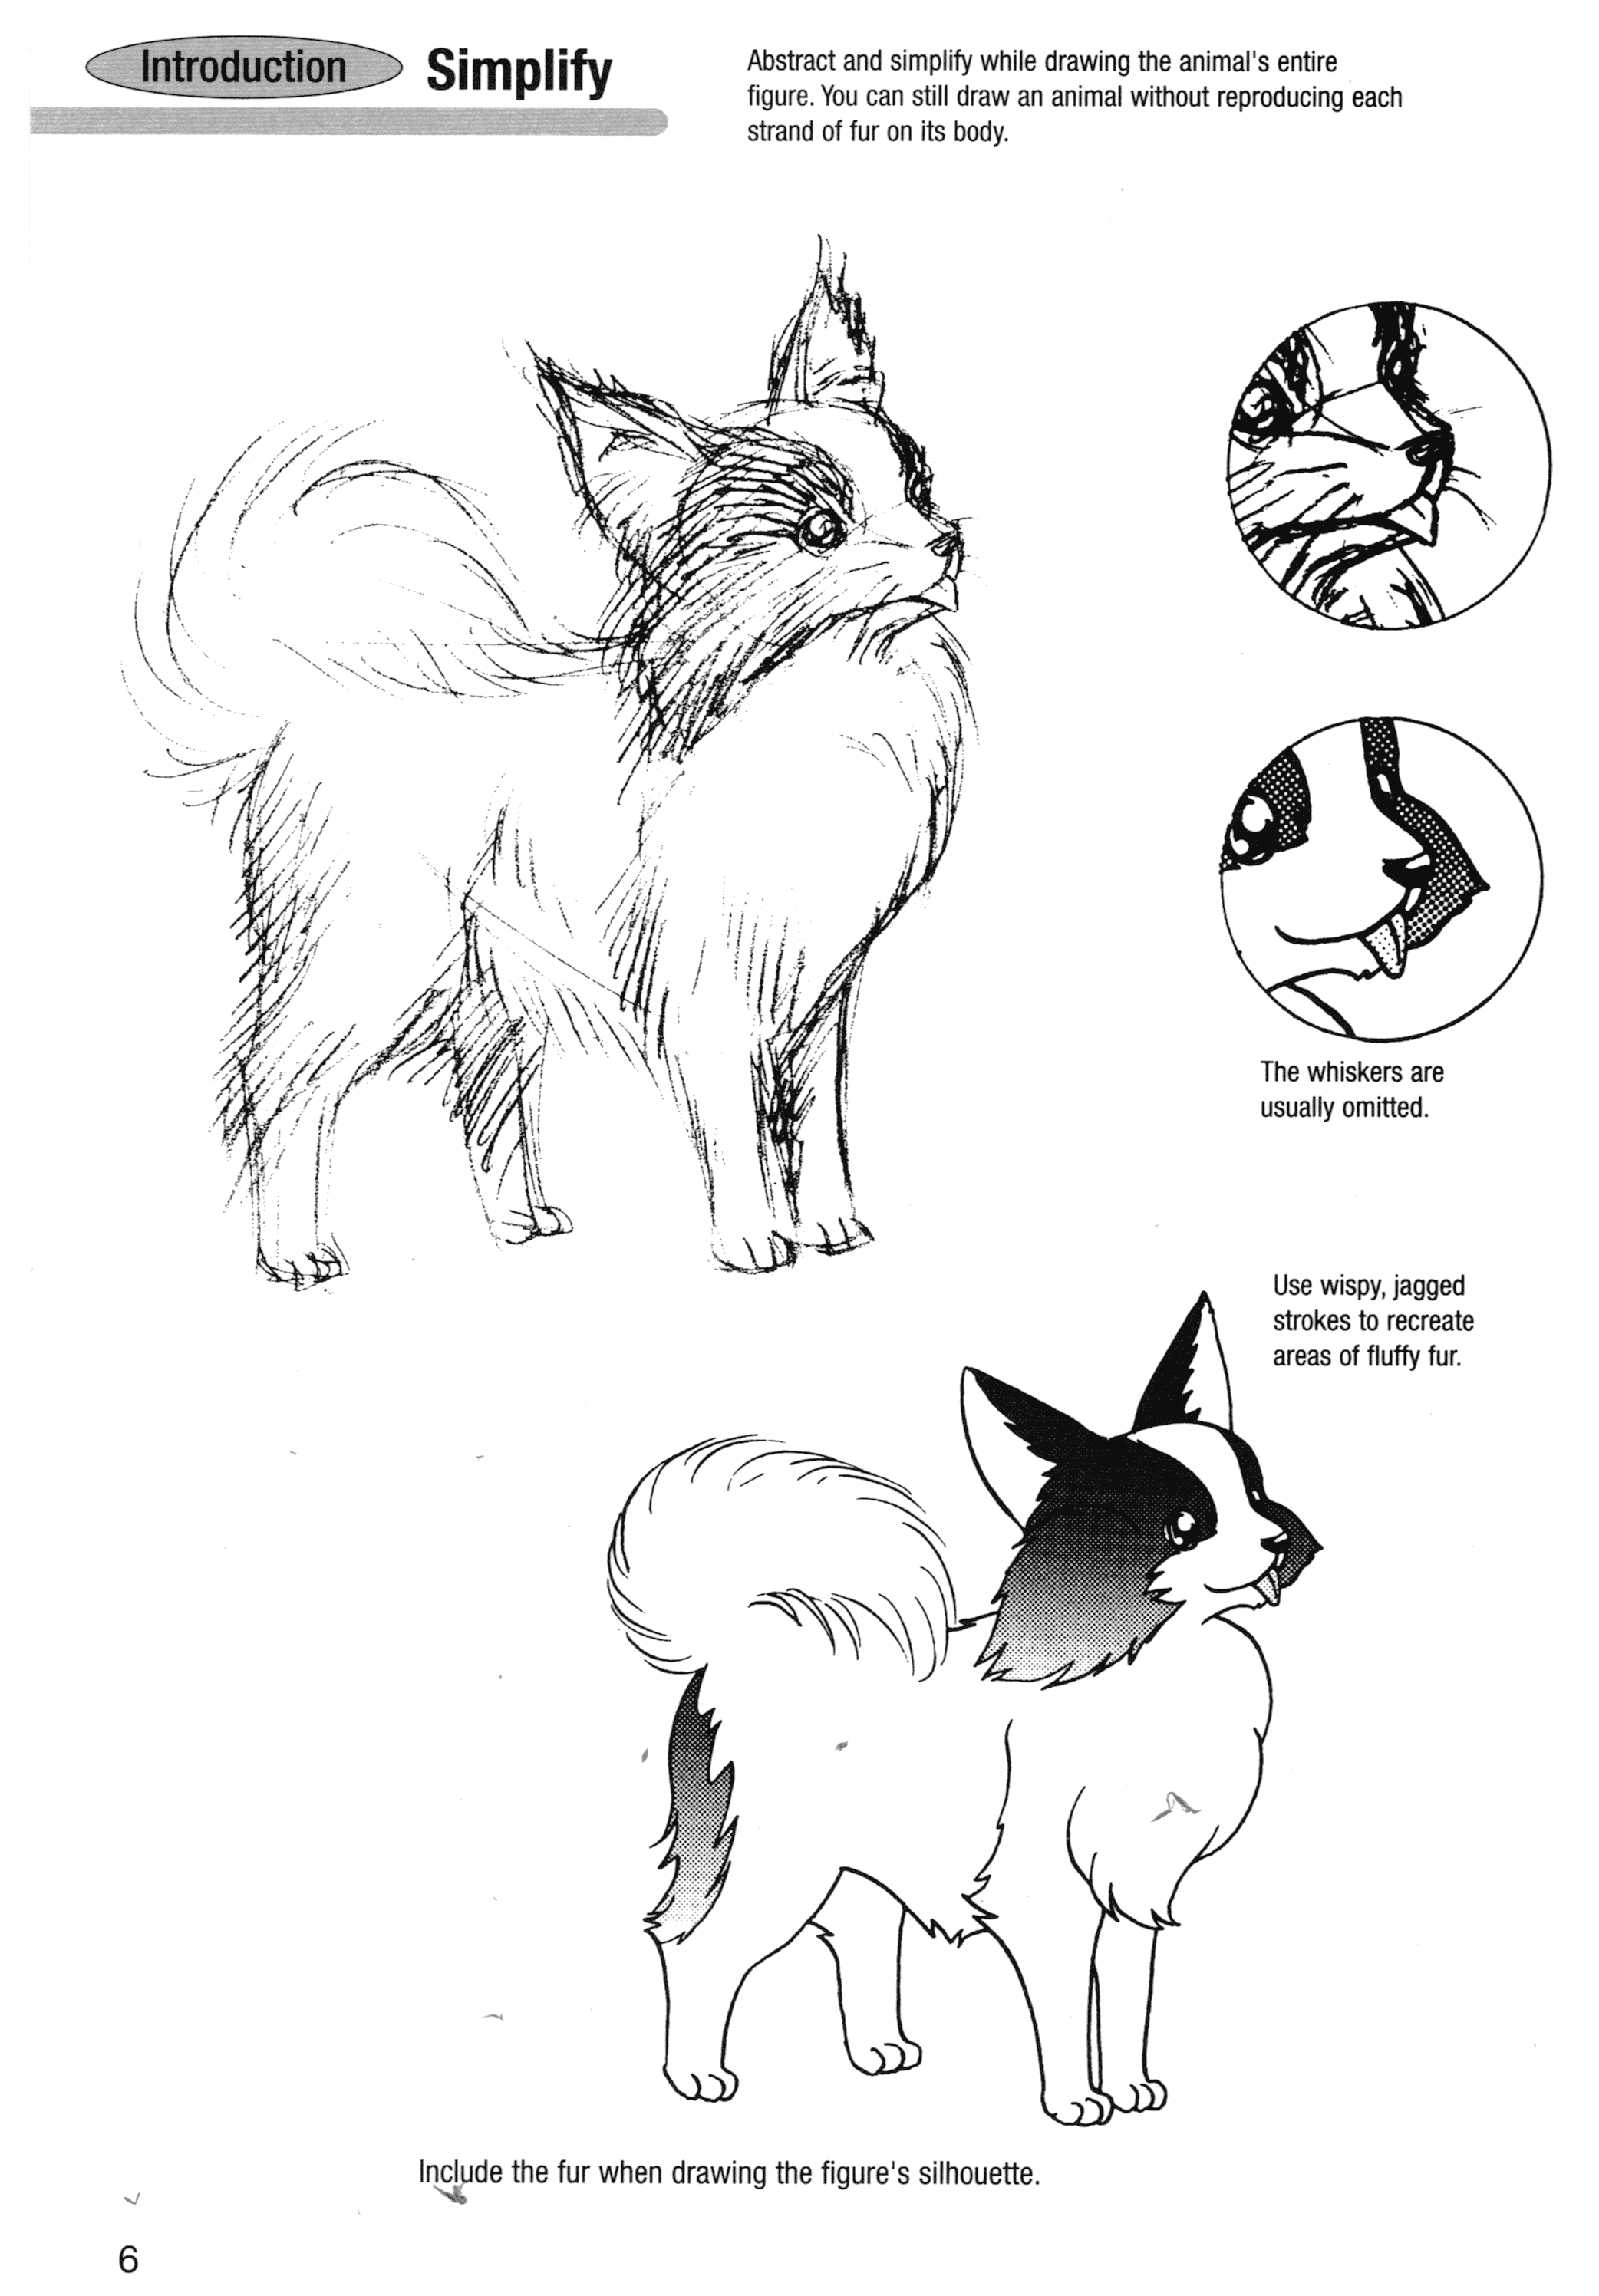 Introduction Simplify
Abstract and simplify while drawing the animal's entire
figure. You can still draw an animal without reproducing each
strand of fur on its body.
The whiskers are
usually omitted.
Use wispy, jagged
strokes to recreate
areas of fluffy fur.
Include the fur when drawing the figure's silhouette.
6